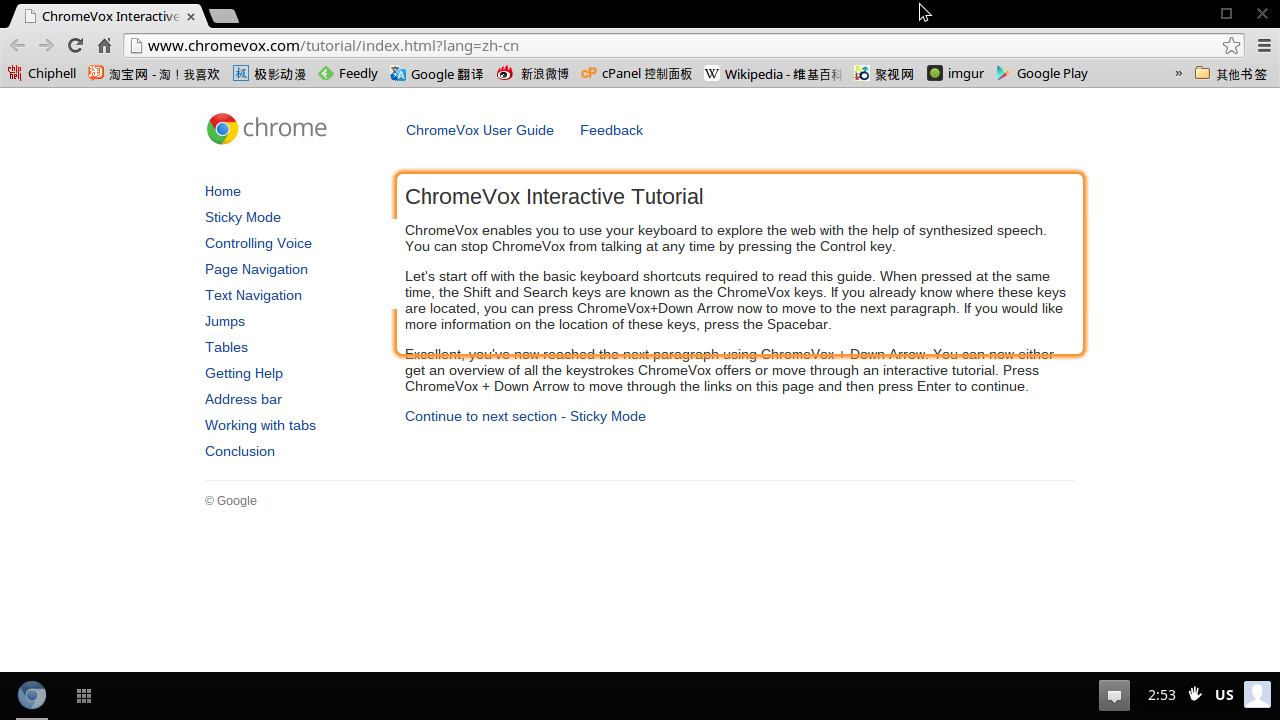 ChromeVox Interactive
www.chromevox.com/tutorial/index.html?lang=zh-cn
Chiphell 淘宝网 - 淘！我喜欢 极影动漫 Feedly Google 翻译 新浪微博 cPanel 控制面板 Wikipedia - 维基百科 聚视网 imgur Google Play » 其他书签
chrome
ChromeVox User Guide Feedback
Home
Sticky Mode
Controlling Voice
Page Navigation
Text Navigation
Jumps
Tables
Getting Help
Address bar
Working with tabs
Conclusion
ChromeVox Interactive Tutorial
ChromeVox enables you to use your keyboard to explore the web with the help of synthesized speech.
You can stop ChromeVox from talking at any time by pressing the Control key.
Let's start off with the basic keyboard shortcuts required to read this guide. When pressed at the same
time, the Shift and Search keys are known as the ChromeVox keys. If you already know where these keys
are located, you can press ChromeVox+Down Arrow now to move to the next paragraph. If you would like
more information on the location of these keys, press the Spacebar.
Excellent, you've now reached the next paragraph using ChromeVox + Down Arrow. You can now either
get an overview of all the keystrokes ChromeVox offers or move through an interactive tutorial. Press
ChromeVox + Down Arrow to move through the links on this page and then press Enter to continue.
Continue to next section - Sticky Mode
© Google
2:53 US